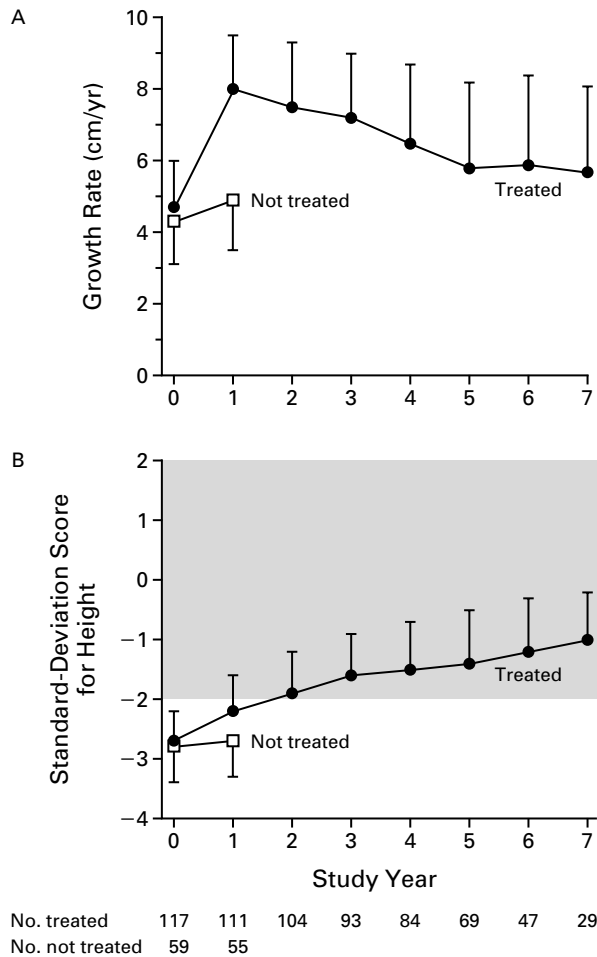 A
Growth Rate (cm/yr)
10
8
6
4
2
0
Not treated
Treated
0 1 2 3 4 5 6 7
B
Standard-Deviation Score
for Height
2
1
0
−1
−2
−3
−4
Treated
Not treated
0 1 2 3 4 5 6 7
Study Year
No. treated 117 111 104 93 84 69 47 29
No. not treated 59 55